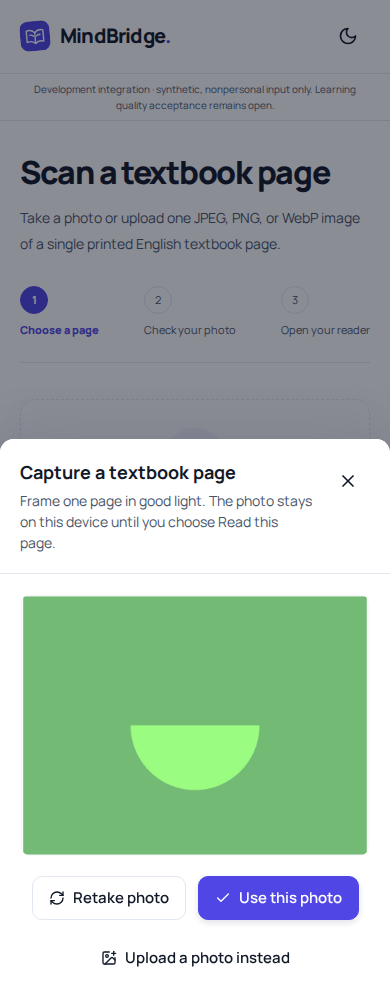 MindBridge.
Development integration · synthetic, nonpersonal input only. Learning
quality acceptance remains open.
Scan a textbook page
Take a photo or upload one JPEG, PNG, or WebP image
of a single printed English textbook page.
1
2
3
Choose a page
Check your photo
Open your reader
Capture a textbook page
Frame one page in good light. The photo stays
on this device until you choose Read this
page.
Retake photo
Use this photo
Upload a photo instead